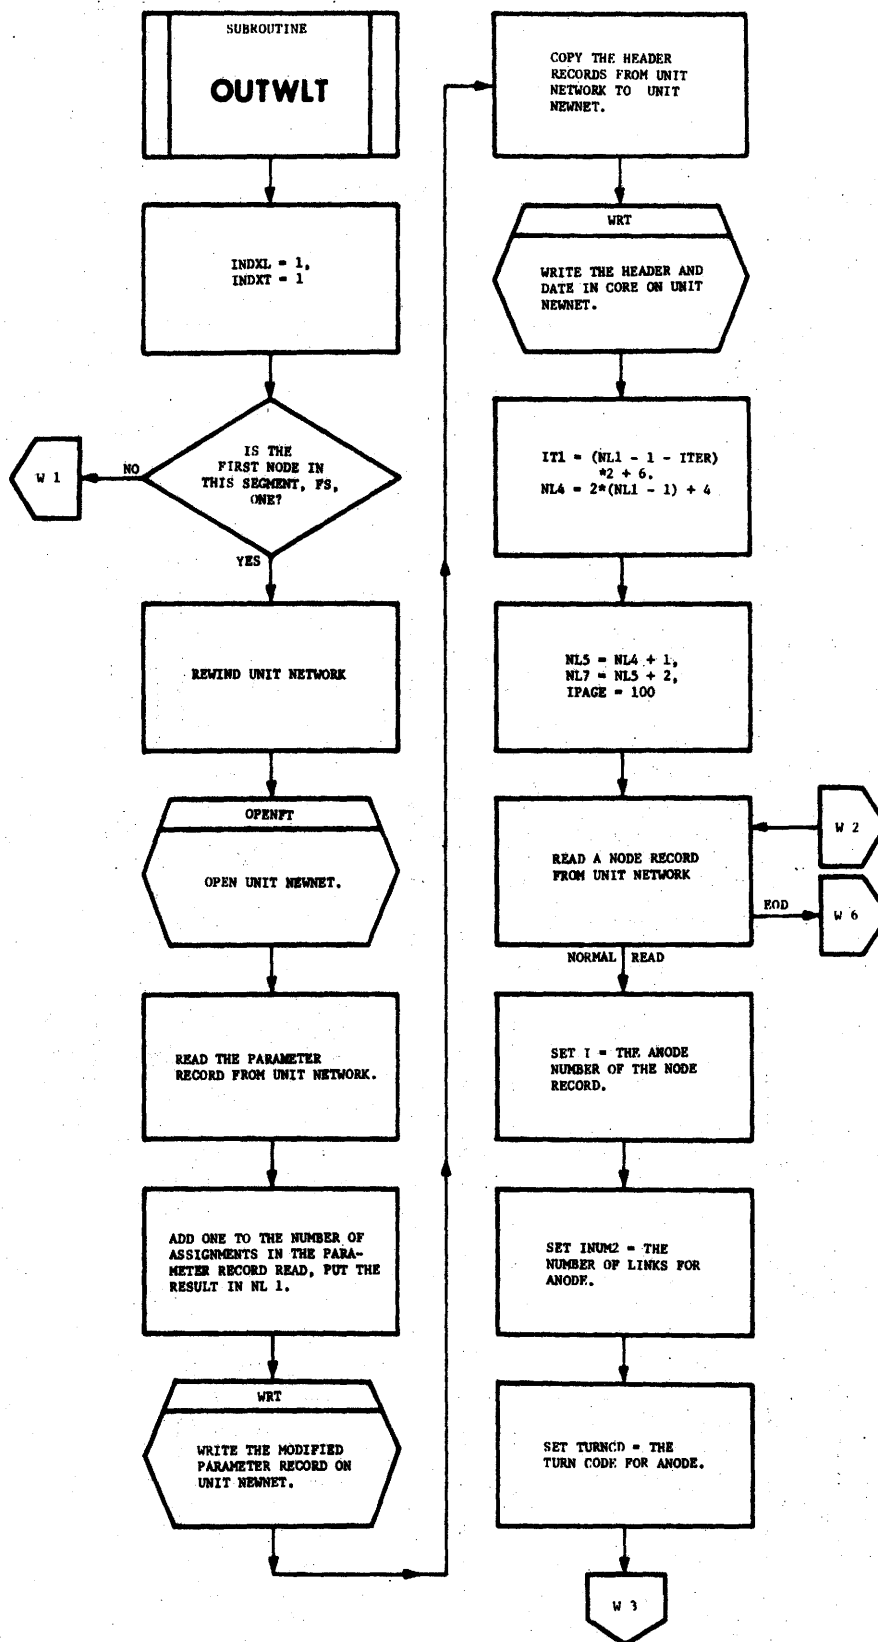 SUBROUTINE
OUTWLT
INDXL = 1,
INDXT = 1
IS THE
FIRST NODE IN
THIS SEGMENT, FS,
ONE?
NO
W 1
YES
REWIND UNIT NETWORK
OPENFT
OPEN UNIT NEWNET.
READ THE PARAMETER
RECORD FROM UNIT NETWORK.
ADD ONE TO THE NUMBER OF
ASSIGNMENTS IN THE PARA-
METER RECORD READ, PUT THE
RESULT IN NL 1.
WRT
WRITE THE MODIFIED
PARAMETER RECORD ON
UNIT NEWNET.
COPY THE HEADER
RECORDS FROM UNIT
NETWORK TO UNIT
NEWNET.
WRT
WRITE THE HEADER AND
DATE IN CORE ON UNIT
NEWNET.
IT1 = (NL1 - 1 - ITER)
*2 + 6,
NL4 = 2*(NL1 - 1) + 4
NL5 = NL4 + 1,
NL7 = NL5 + 2,
IPAGE = 100
READ A NODE RECORD
FROM UNIT NETWORK
W 2
EOD
W 6
NORMAL READ
SET I = THE ANODE
NUMBER OF THE NODE
RECORD.
SET INUM2 = THE
NUMBER OF LINKS FOR
ANODE.
SET TURNCD = THE
TURN CODE FOR ANODE.
W 3